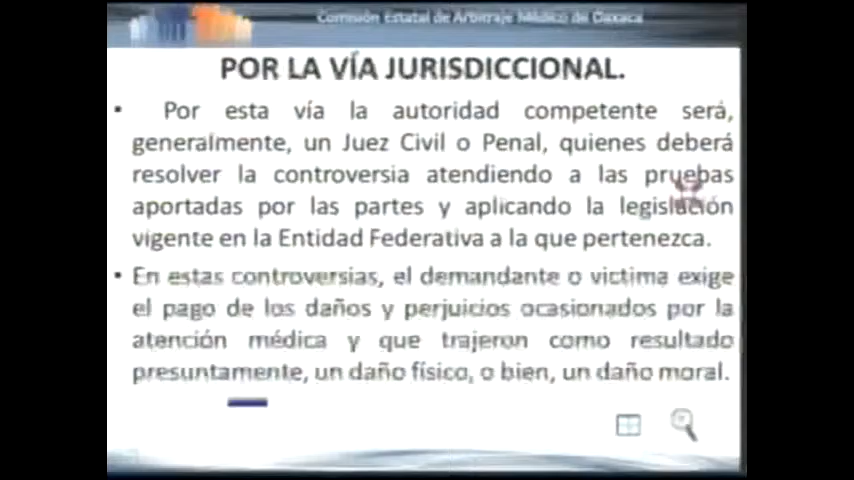 Comisión Estatal de Arbitraje Médico de Oaxaca
POR LA VÍA JURISDICCIONAL.
• Por esta vía la autoridad competente será,
generalmente, un Juez Civil o Penal, quienes deberá
resolver la controversia atendiendo a las pruebas
aportadas por las partes y aplicando la legislación
vigente en la Entidad Federativa a la que pertenezca.
• En estas controversias, el demandante o victima exige
el pago de los daños y perjuicios ocasionados por la
atención médica y que trajeron como resultado
presuntamente, un daño físico, o bien, un daño moral.